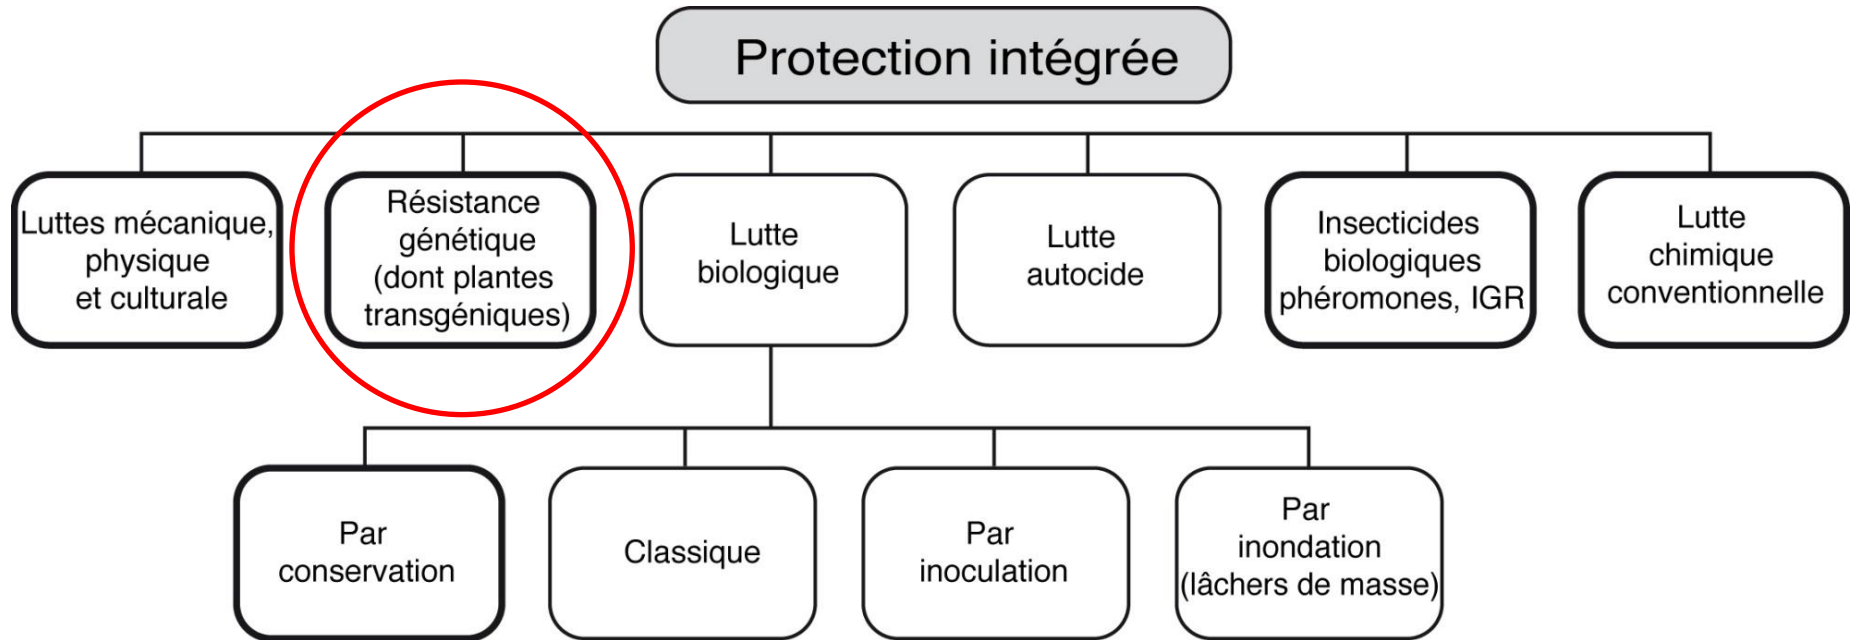 Protection intégrée
Luttes mécanique,
physique
et culturale
Résistance
génétique
(dont plantes
transgéniques)
Lutte
biologique
Lutte
autocide
Insecticides
biologiques
phéromones, IGR
Lutte
chimique
conventionnelle
Par
conservation
Classique
Par
inoculation
Par
inondation
(lâchers de masse)